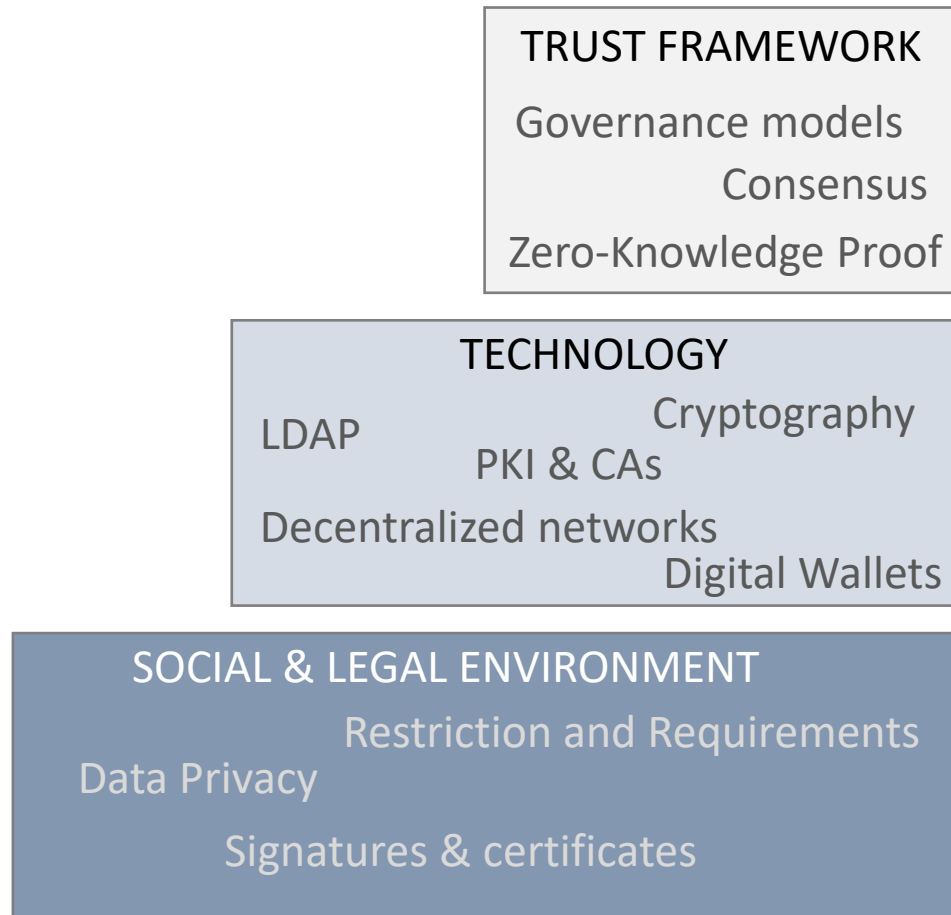 TRUST FRAMEWORK
Governance models
Consensus
Zero-Knowledge Proof
TECHNOLOGY
Cryptography
LDAP
PKI & CAs
Decentralized networks
Digital Wallets
SOCIAL & LEGAL ENVIRONMENT
Restriction and Requirements
Data Privacy
Signatures & certificates